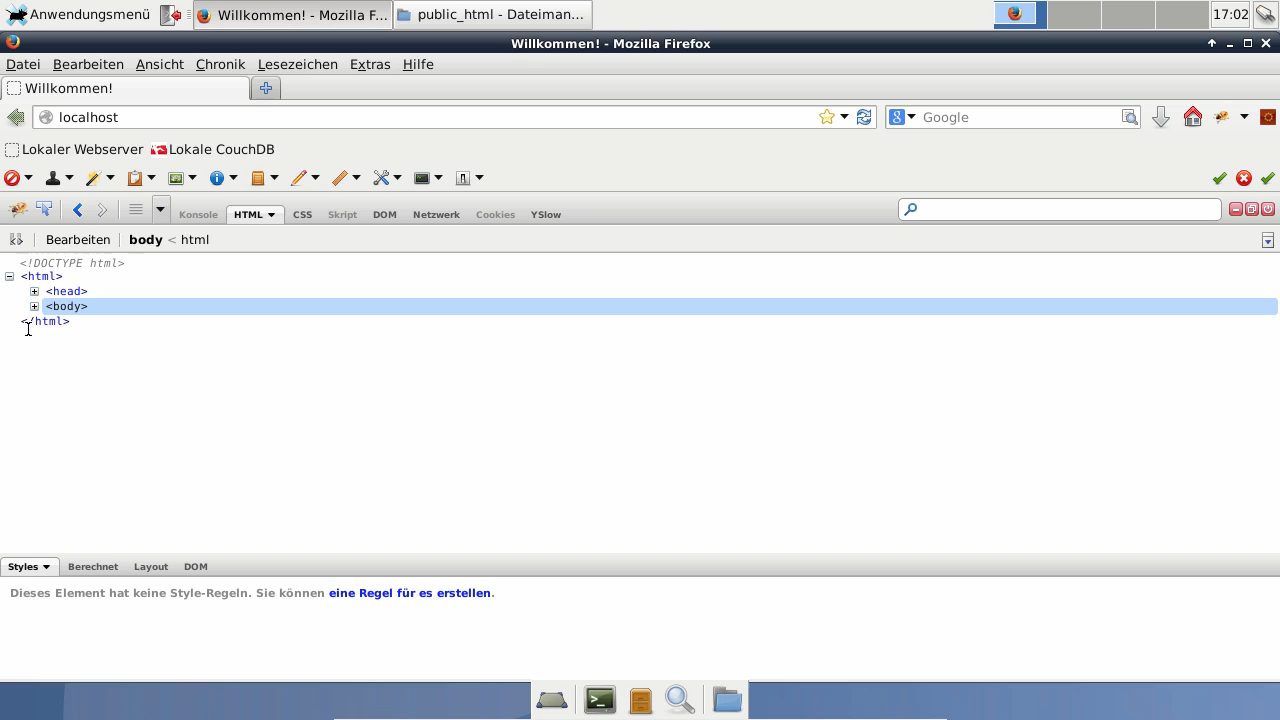 Anwendungsmenü Willkommen! - Mozilla F... public_html - Dateiman... 17:02
Willkommen! - Mozilla Firefox
Datei Bearbeiten Ansicht Chronik Lesezeichen Extras Hilfe
Willkommen!
localhost Google
Lokaler Webserver Lokale CouchDB
Konsole HTML CSS Skript DOM Netzwerk Cookies YSlow
Bearbeiten body < html
<!DOCTYPE html>
<html>
<head>
<body>
</html>
Styles Berechnet Layout DOM
Dieses Element hat keine Style-Regeln. Sie können eine Regel für es erstellen.